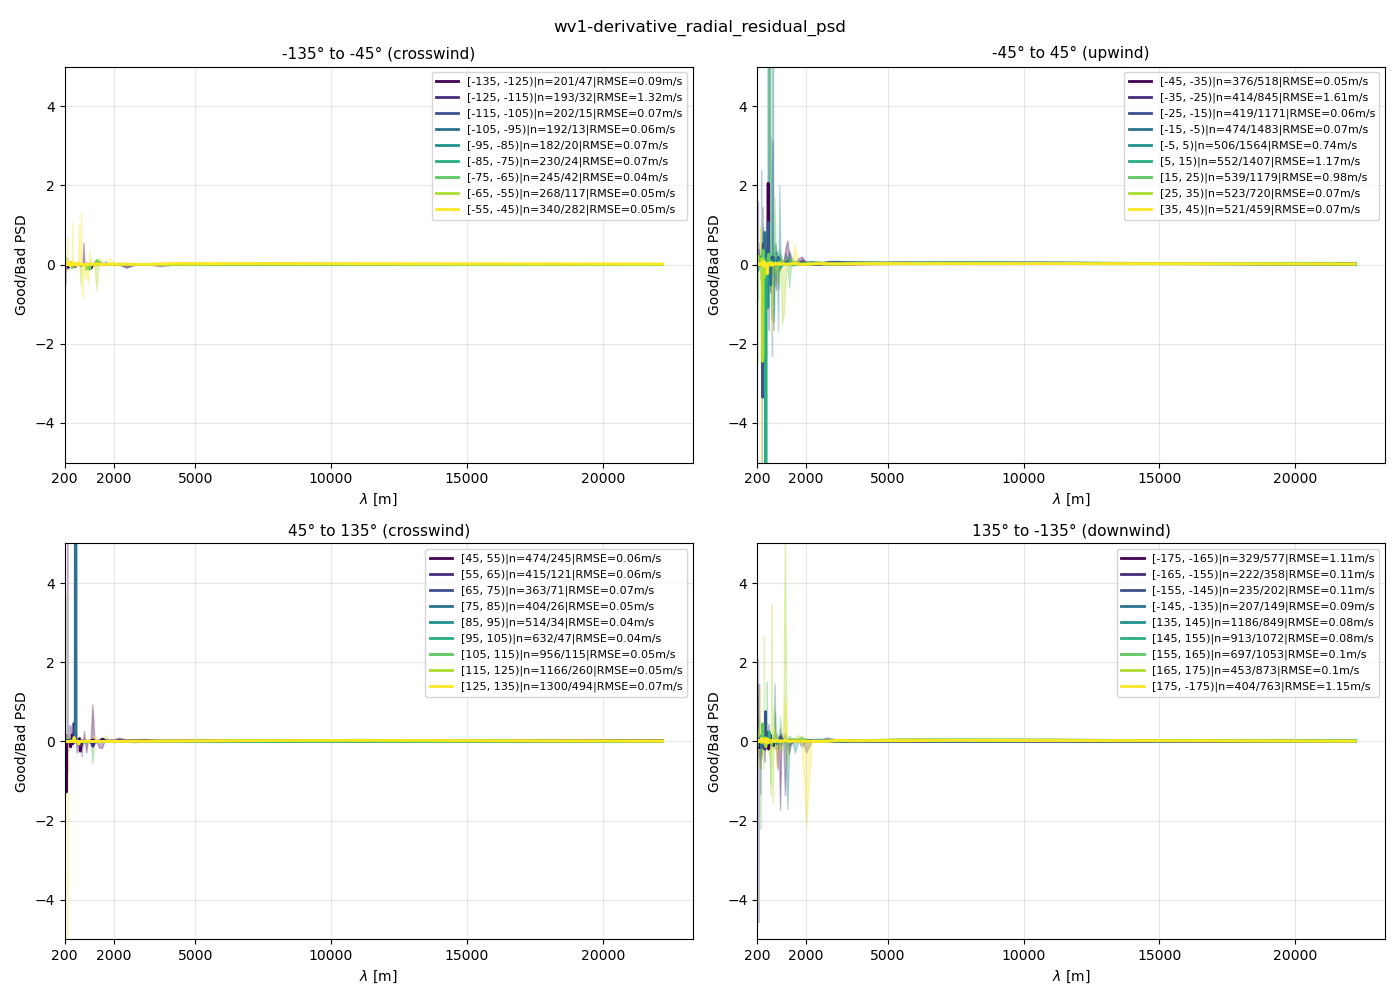 wv1-derivative_radial_residual_psd
-135° to -45° (crosswind)
[-135, -125)|n=201/47|RMSE=0.09m/s
[-125, -115)|n=193/32|RMSE=1.32m/s
[-115, -105)|n=202/15|RMSE=0.07m/s
[-105, -95)|n=192/13|RMSE=0.06m/s
[-95, -85)|n=182/20|RMSE=0.07m/s
[-85, -75)|n=230/24|RMSE=0.07m/s
[-75, -65)|n=245/42|RMSE=0.04m/s
[-65, -55)|n=268/117|RMSE=0.05m/s
[-55, -45)|n=340/282|RMSE=0.05m/s
4
2
0
−2
−4
Good/Bad PSD
200 2000 5000 10000 15000 20000
λ [m]
-45° to 45° (upwind)
[-45, -35)|n=376/518|RMSE=0.05m/s
[-35, -25)|n=414/845|RMSE=1.61m/s
[-25, -15)|n=419/1171|RMSE=0.06m/s
[-15, -5)|n=474/1483|RMSE=0.07m/s
[-5, 5)|n=506/1564|RMSE=0.74m/s
[5, 15)|n=552/1407|RMSE=1.17m/s
[15, 25)|n=539/1179|RMSE=0.98m/s
[25, 35)|n=523/720|RMSE=0.07m/s
[35, 45)|n=521/459|RMSE=0.07m/s
4
2
0
−2
−4
Good/Bad PSD
200 2000 5000 10000 15000 20000
λ [m]
45° to 135° (crosswind)
[45, 55)|n=474/245|RMSE=0.06m/s
[55, 65)|n=415/121|RMSE=0.06m/s
[65, 75)|n=363/71|RMSE=0.07m/s
[75, 85)|n=404/26|RMSE=0.05m/s
[85, 95)|n=514/34|RMSE=0.04m/s
[95, 105)|n=632/47|RMSE=0.04m/s
[105, 115)|n=956/115|RMSE=0.05m/s
[115, 125)|n=1166/260|RMSE=0.05m/s
[125, 135)|n=1300/494|RMSE=0.07m/s
4
2
0
−2
−4
Good/Bad PSD
200 2000 5000 10000 15000 20000
λ [m]
135° to -135° (downwind)
[-175, -165)|n=329/577|RMSE=1.11m/s
[-165, -155)|n=222/358|RMSE=0.11m/s
[-155, -145)|n=235/202|RMSE=0.11m/s
[-145, -135)|n=207/149|RMSE=0.09m/s
[135, 145)|n=1186/849|RMSE=0.08m/s
[145, 155)|n=913/1072|RMSE=0.08m/s
[155, 165)|n=697/1053|RMSE=0.1m/s
[165, 175)|n=453/873|RMSE=0.1m/s
[175, -175)|n=404/763|RMSE=1.15m/s
4
2
0
−2
−4
Good/Bad PSD
200 2000 5000 10000 15000 20000
λ [m]